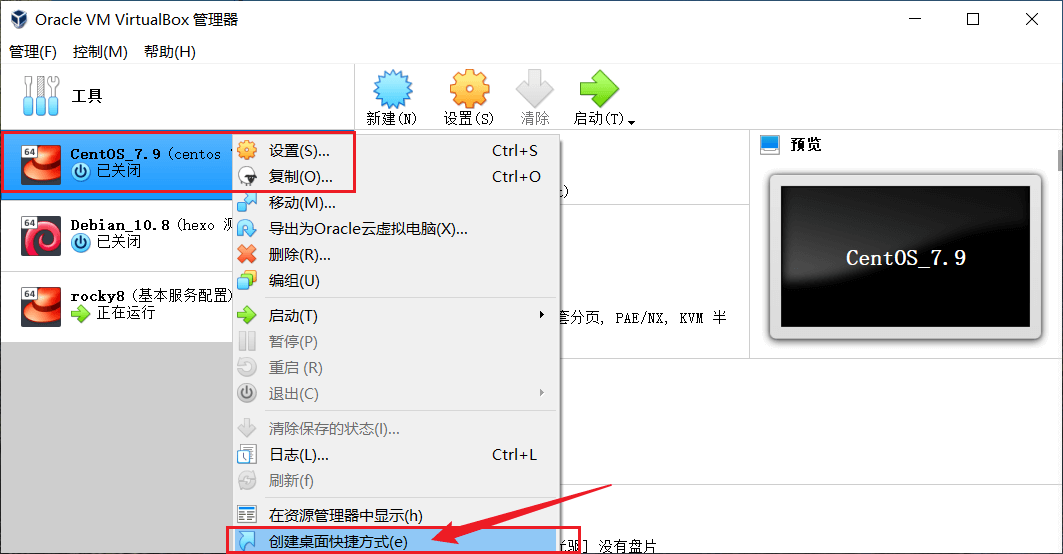 Oracle VM VirtualBox 管理器
管理(F) 控制(M) 帮助(H)
工具
新建(N) 设置(S) 清除 启动(T)
64 CentOS_7.9 (centos
已关闭
64 Debian_10.8 (hexo 测
已关闭
64 rocky8 (基本服务配置)
正在运行
设置(S)... Ctrl+S
复制(O)... Ctrl+O
移动(M)...
导出为Oracle云虚拟电脑(X)...
删除(R)...
编组(U)
启动(T)
暂停(P)
重启 (R)
退出(C)
清除保存的状态(I)...
日志(L)... Ctrl+L
刷新(f)
在资源管理器中显示(h)
创建桌面快捷方式(e)
套分页, PAE/NX, KVM 半
光驱] 没有盘片
预览
CentOS_7.9